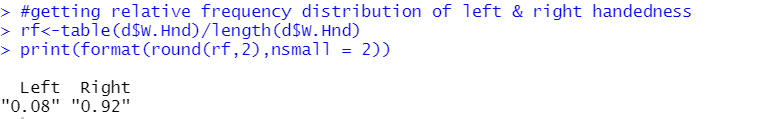 > #getting relative frequency distribution of left & right handedness
> rf<-table(d$W.Hnd)/length(d$W.Hnd)
> print(format(round(rf,2),nsmall = 2))
  Left  Right
"0.08" "0.92"